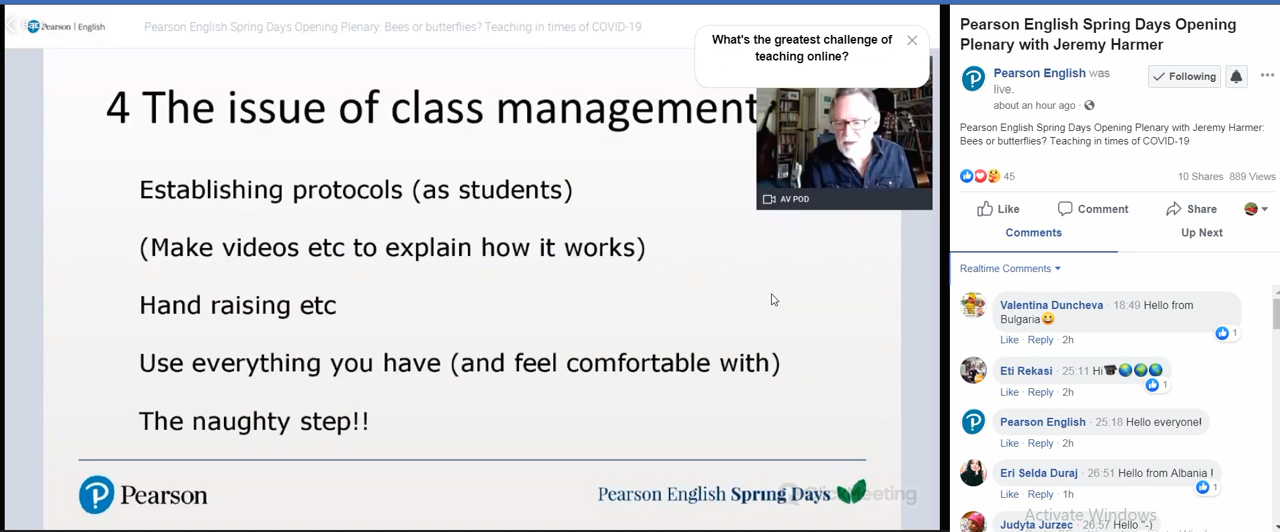 Pearson | English
Pearson English Spring Days Opening Plenary: Bees or butterflies? Teaching in times of COVID-19
What's the greatest challenge of
teaching online?
4 The issue of class management
AV POD
Establishing protocols (as students)
(Make videos etc to explain how it works)
Hand raising etc
Use everything you have (and feel comfortable with)
The naughty step!!
Pearson
Pearson English Spring Days
ClickMeeting
Pearson English Spring Days Opening
Plenary with Jeremy Harmer
Pearson English was
live.
Following
about an hour ago ·
Pearson English Spring Days Opening Plenary with Jeremy Harmer:
Bees or butterflies? Teaching in times of COVID-19
45
10 Shares 889 Views
Like Comment Share
Comments Up Next
Realtime Comments
Valentina Duncheva · 18:49 Hello from
Bulgaria😀
1
Like · Reply · 2h
Eti Rekasi · 25:11 Hi🎓🌍🌍🌎
1
Like · Reply · 2h
Pearson English · 25:18 Hello everyone!
Like · Reply · 2h
Eri Selda Duraj · 26:51 Hello from Albania !
1
Like · Reply · 1h
Judyta Jurzec · 26:57 Hello :-)
Activate Windows